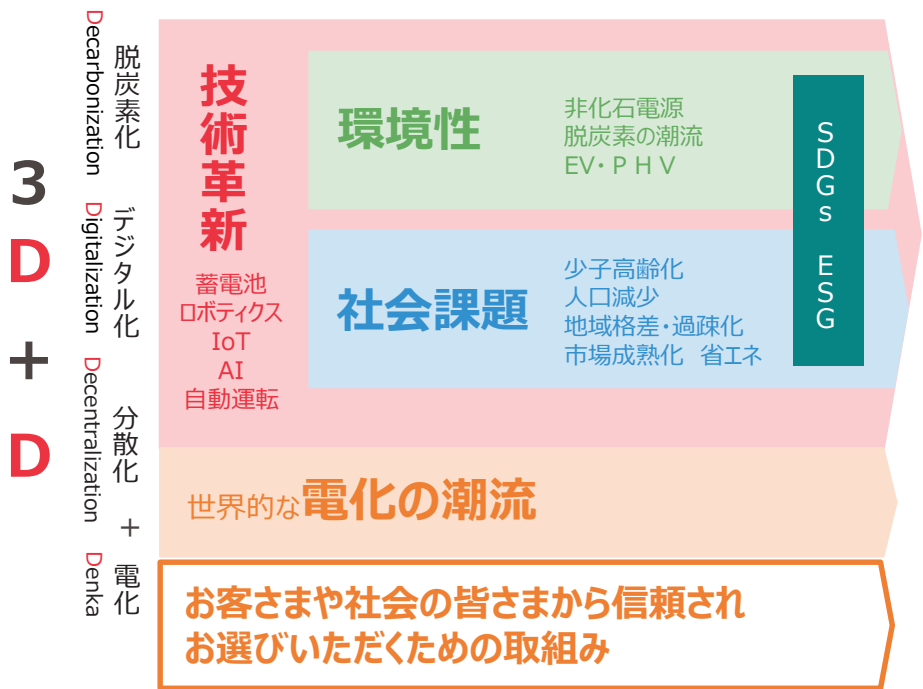 3
D
+
D
Decarbonization
脱炭素化
Digitalization
デジタル化
Decentralization
分散化
+
Denka
電化
技術革新
蓄電池
ロボティクス
IoT
AI
自動運転
環境性
非化石電源
脱炭素の潮流
EV・ＰＨＶ
社会課題
少子高齢化
人口減少
地域格差・過疎化
市場成熟化 省エネ
SDGs ESG
世界的な電化の潮流
お客さまや社会の皆さまから信頼され
お選びいただくための取組み